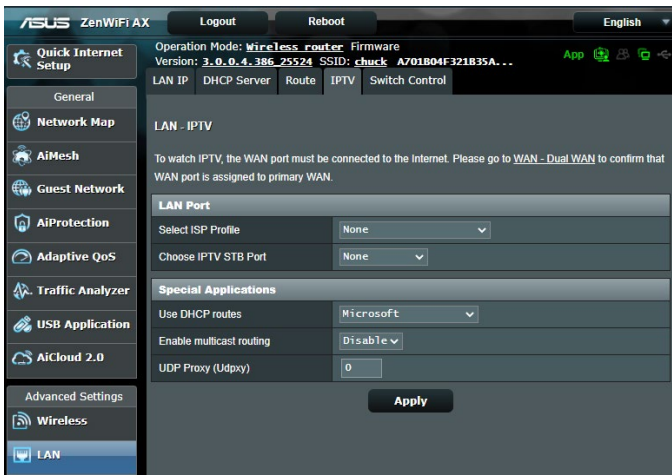 ASUS ZenWiFi AX Logout Reboot English
Quick Internet Setup
Operation Mode: Wireless router Firmware
Version: 3.0.0.4.386_25524 SSID: chuck A701B04F321B35A...
App
LAN IP DHCP Server Route IPTV Switch Control
General
Network Map
AiMesh
Guest Network
AiProtection
Adaptive QoS
Traffic Analyzer
USB Application
AiCloud 2.0
Advanced Settings
Wireless
LAN
LAN - IPTV
To watch IPTV, the WAN port must be connected to the Internet. Please go to WAN - Dual WAN to confirm that
WAN port is assigned to primary WAN.
LAN Port
Select ISP Profile None
Choose IPTV STB Port None
Special Applications
Use DHCP routes Microsoft
Enable multicast routing Disable
UDP Proxy (Udpxy) 0
Apply